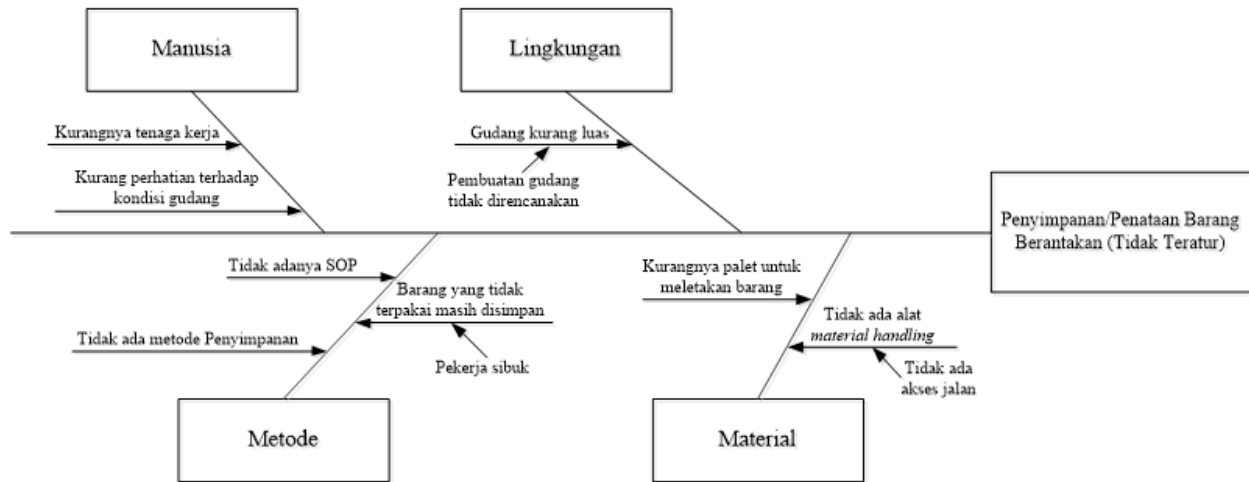 Manusia
Lingkungan
Kurangnya tenaga kerja
Kurang perhatian terhadap
kondisi gudang
Gudang kurang luas
Pembuatan gudang
tidak direncanakan
Penyimpanan/Penataan Barang
Berantakan (Tidak Teratur)
Tidak adanya SOP
Barang yang tidak
terpakai masih disimpan
Tidak ada metode Penyimpanan
Pekerja sibuk
Kurangnya palet untuk
meletakan barang
Tidak ada alat
material handling
Tidak ada
akses jalan
Metode
Material